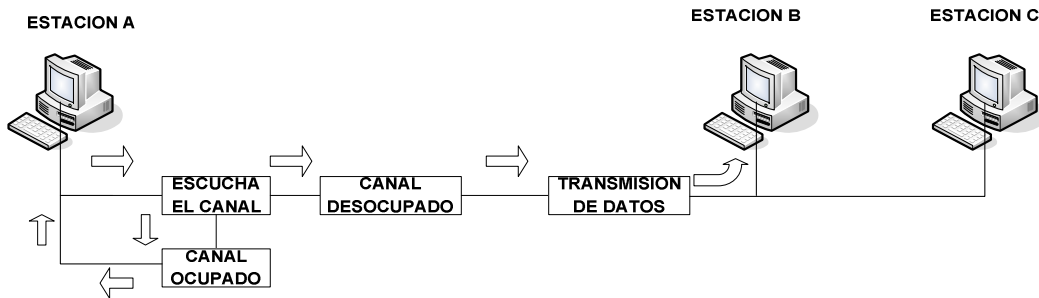 ESTACION A
ESTACION B
ESTACION C
ESCUCHA
EL CANAL
CANAL
DESOCUPADO
TRANSMISION
DE DATOS
CANAL
OCUPADO